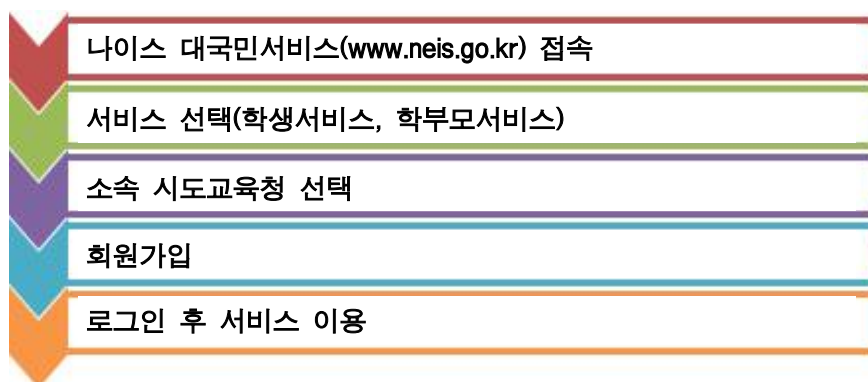 나이스 대국민서비스(www.neis.go.kr) 접속
서비스 선택(학생서비스, 학부모서비스)
소속 시도교육청 선택
회원가입
로그인 후 서비스 이용